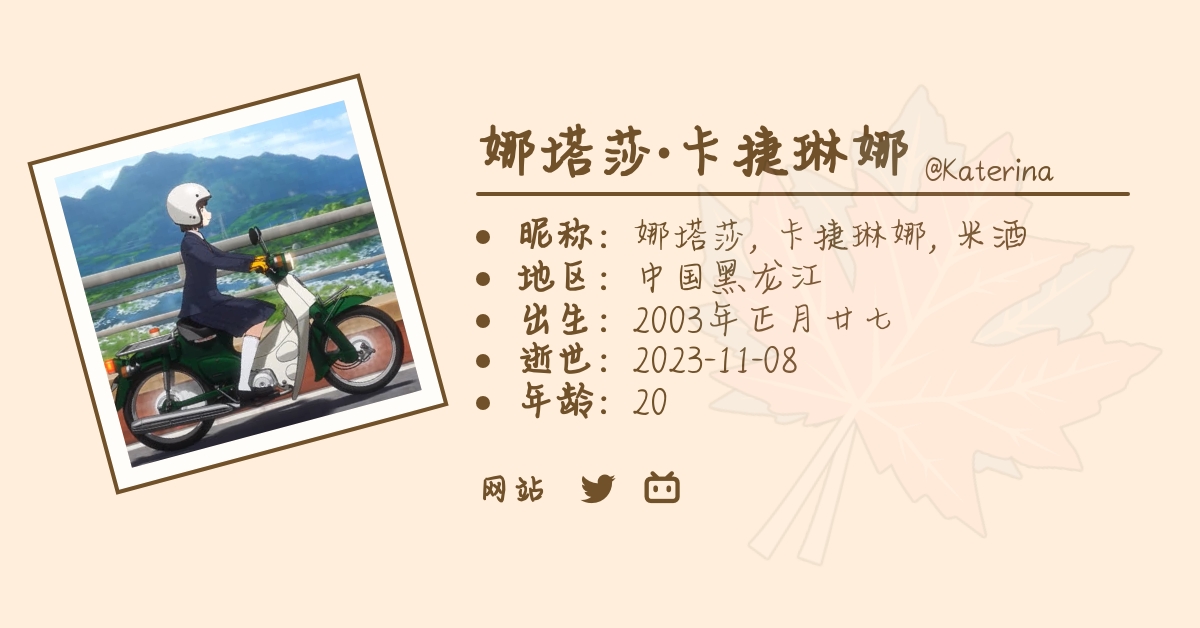 娜塔莎·卡捷琳娜 @Katerina
昵称：娜塔莎, 卡捷琳娜, 米酒
地区：中国黑龙江
出生：2003年正月廿七
逝世：2023-11-08
年龄：20
网站